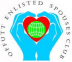 OFFUTT ENLISTED SPOUSES CLUB